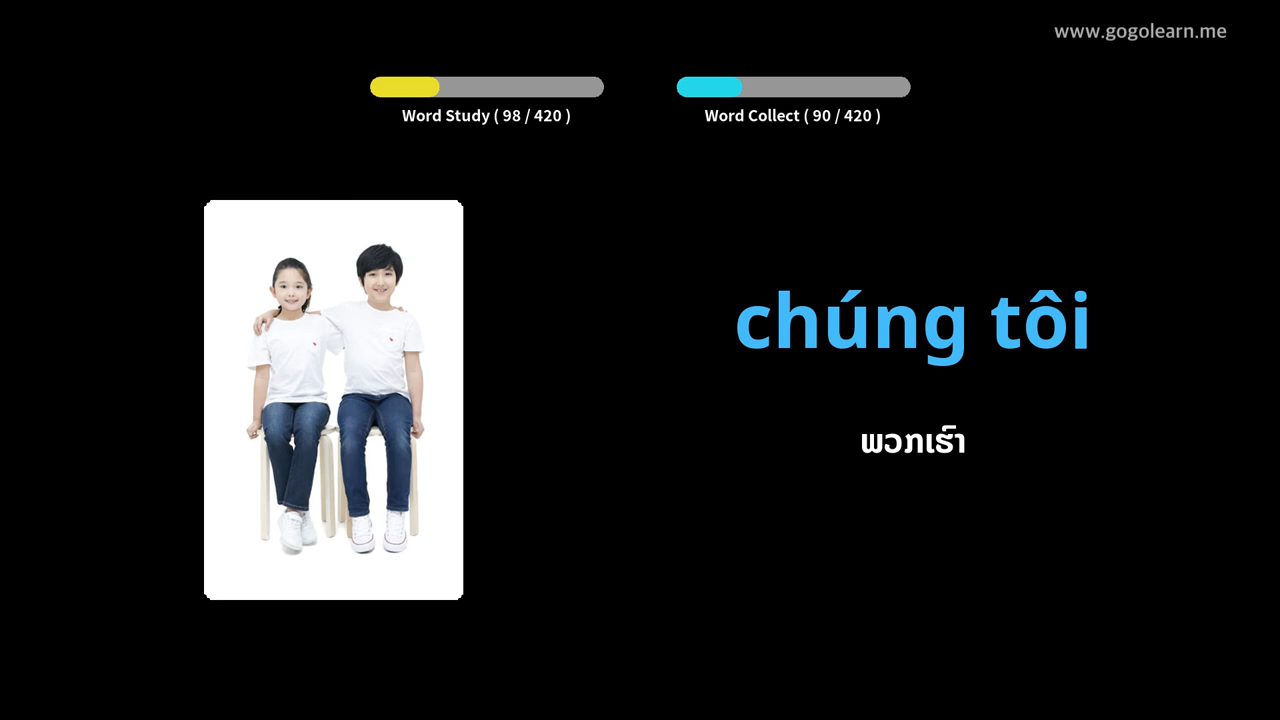 www.gogolearn.me
Word Study ( 98 / 420 )
Word Collect ( 90 / 420 )
chúng tôi
ພວກເຮົາ